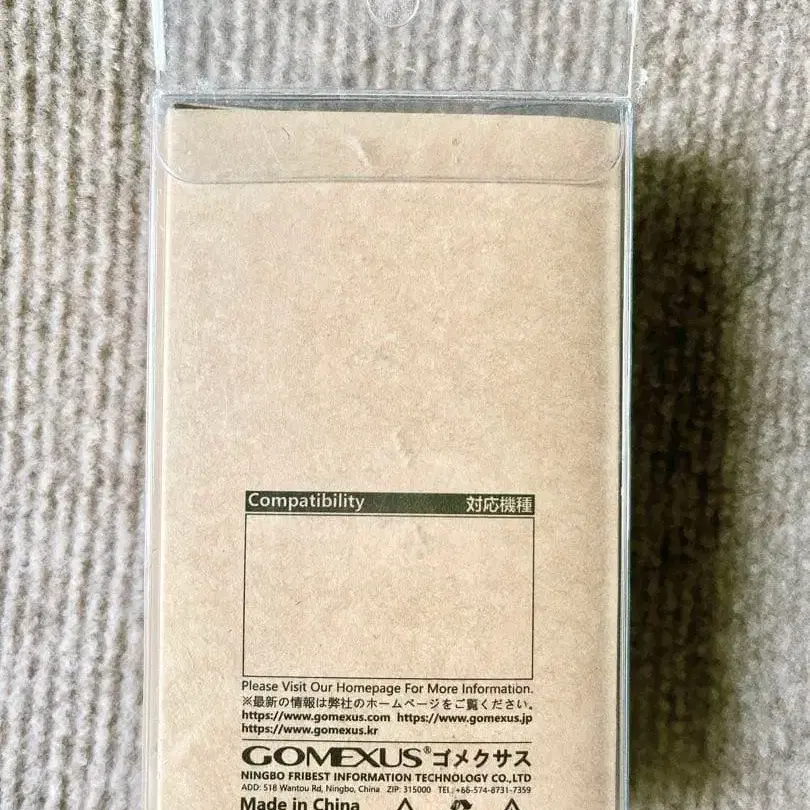 Compatibility 対応機種
Please Visit Our Homepage For More Information.
※最新の情報は弊社のホームページをご覧ください。
https://www.gomexus.com https://www.gomexus.jp
https://www.gomexus.kr
GOMEXUS®ゴメクサス
NINGBO FRIBEST INFORMATION TECHNOLOGY CO.,LTD
ADD: 518 Wantou Rd, Ningbo, China ZIP: 315000 TEL: +86-574-8731-7359
Made in China